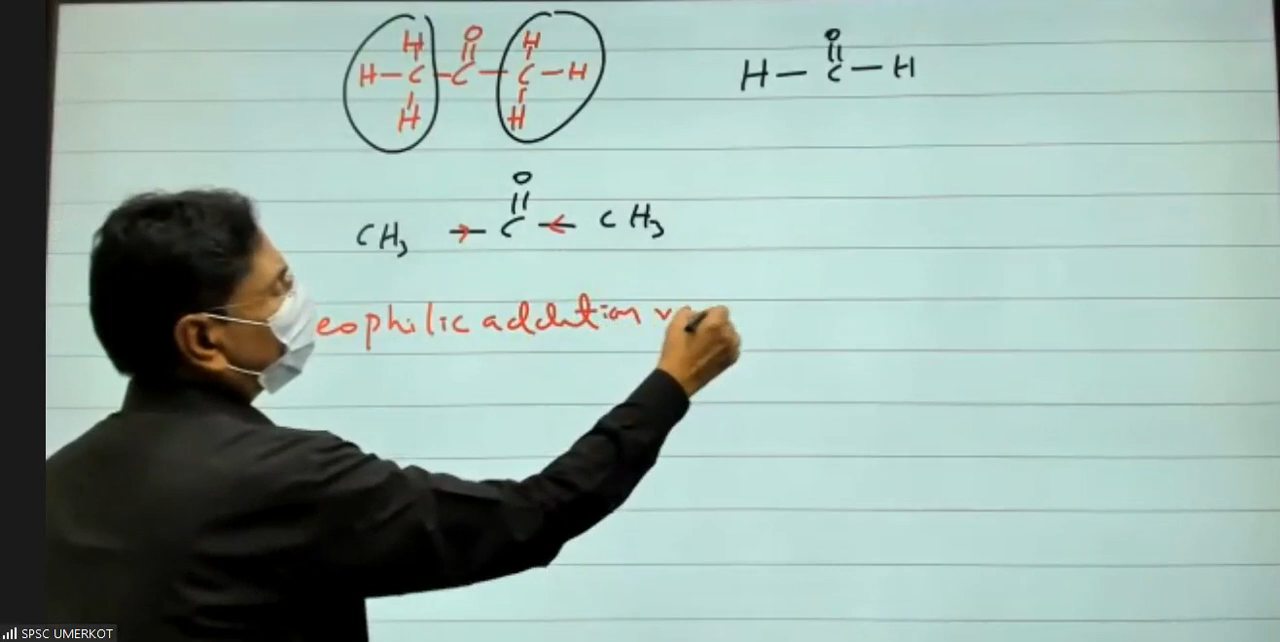 H O H H — C — C — C — H H H
H — C — H
O
O
CH3 → C ← CH3
eophilic addition
SPSC UMERKOT